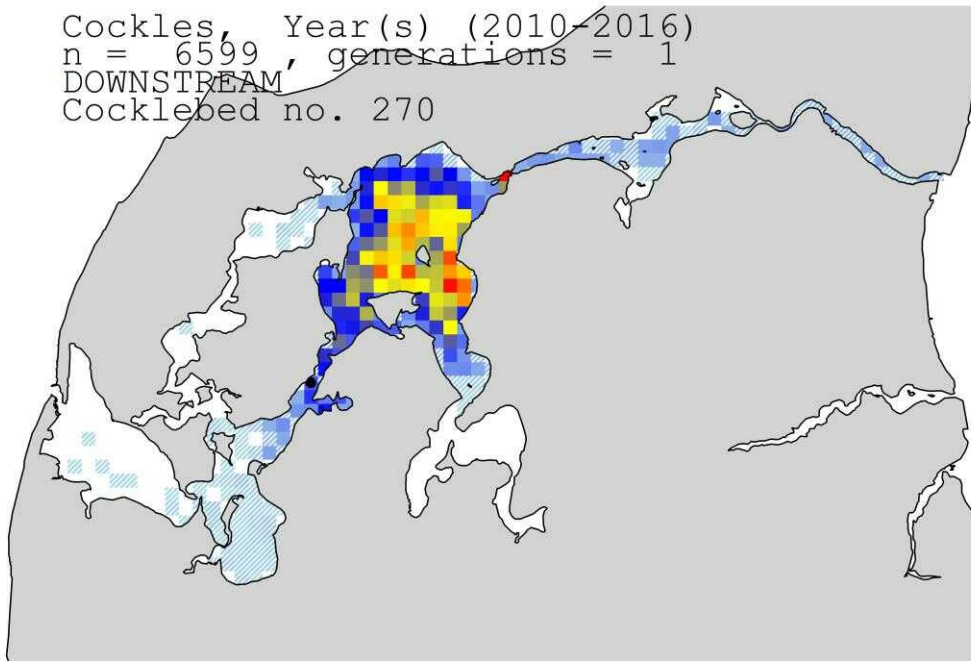 Cockles, Year(s) (2010-2016)
n = 6599 , generations = 1
DOWNSTREAM
Cocklebed no. 270